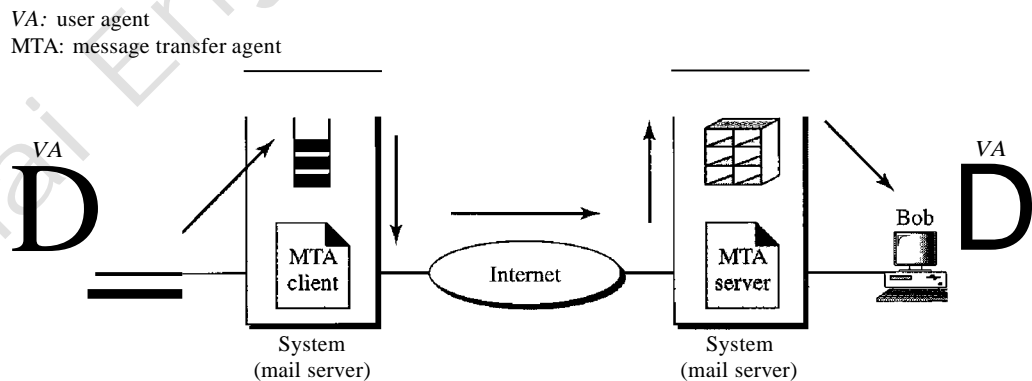 VA: user agent
MTA: message transfer agent
VA
D
MTA
client
System
(mail server)
Internet
MTA
server
System
(mail server)
Bob
VA
D